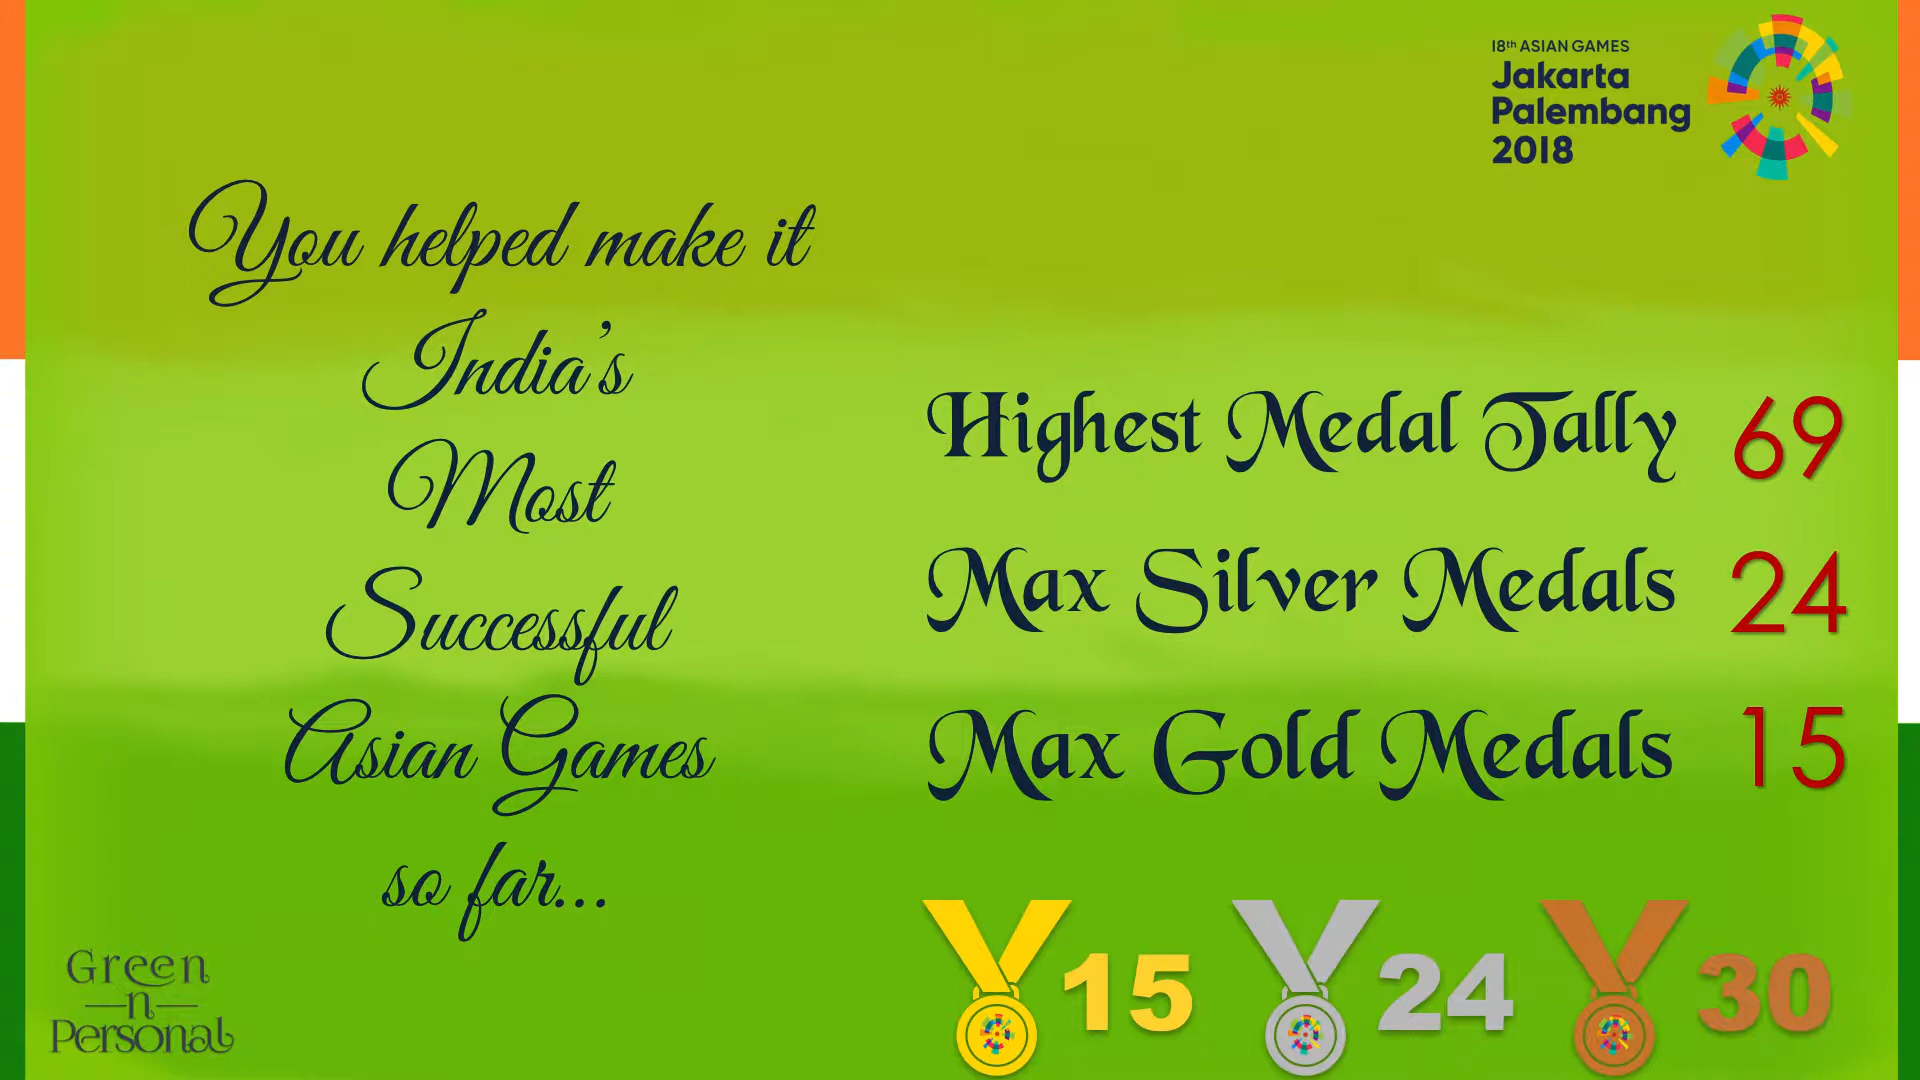 18th ASIAN GAMES
Jakarta
Palembang
2018
You helped make it
India's
Most
Successful
Asian Games
so far...
Highest Medal Tally 69
Max Silver Medals 24
Max Gold Medals 15
15 24 30
Green
n
Personal